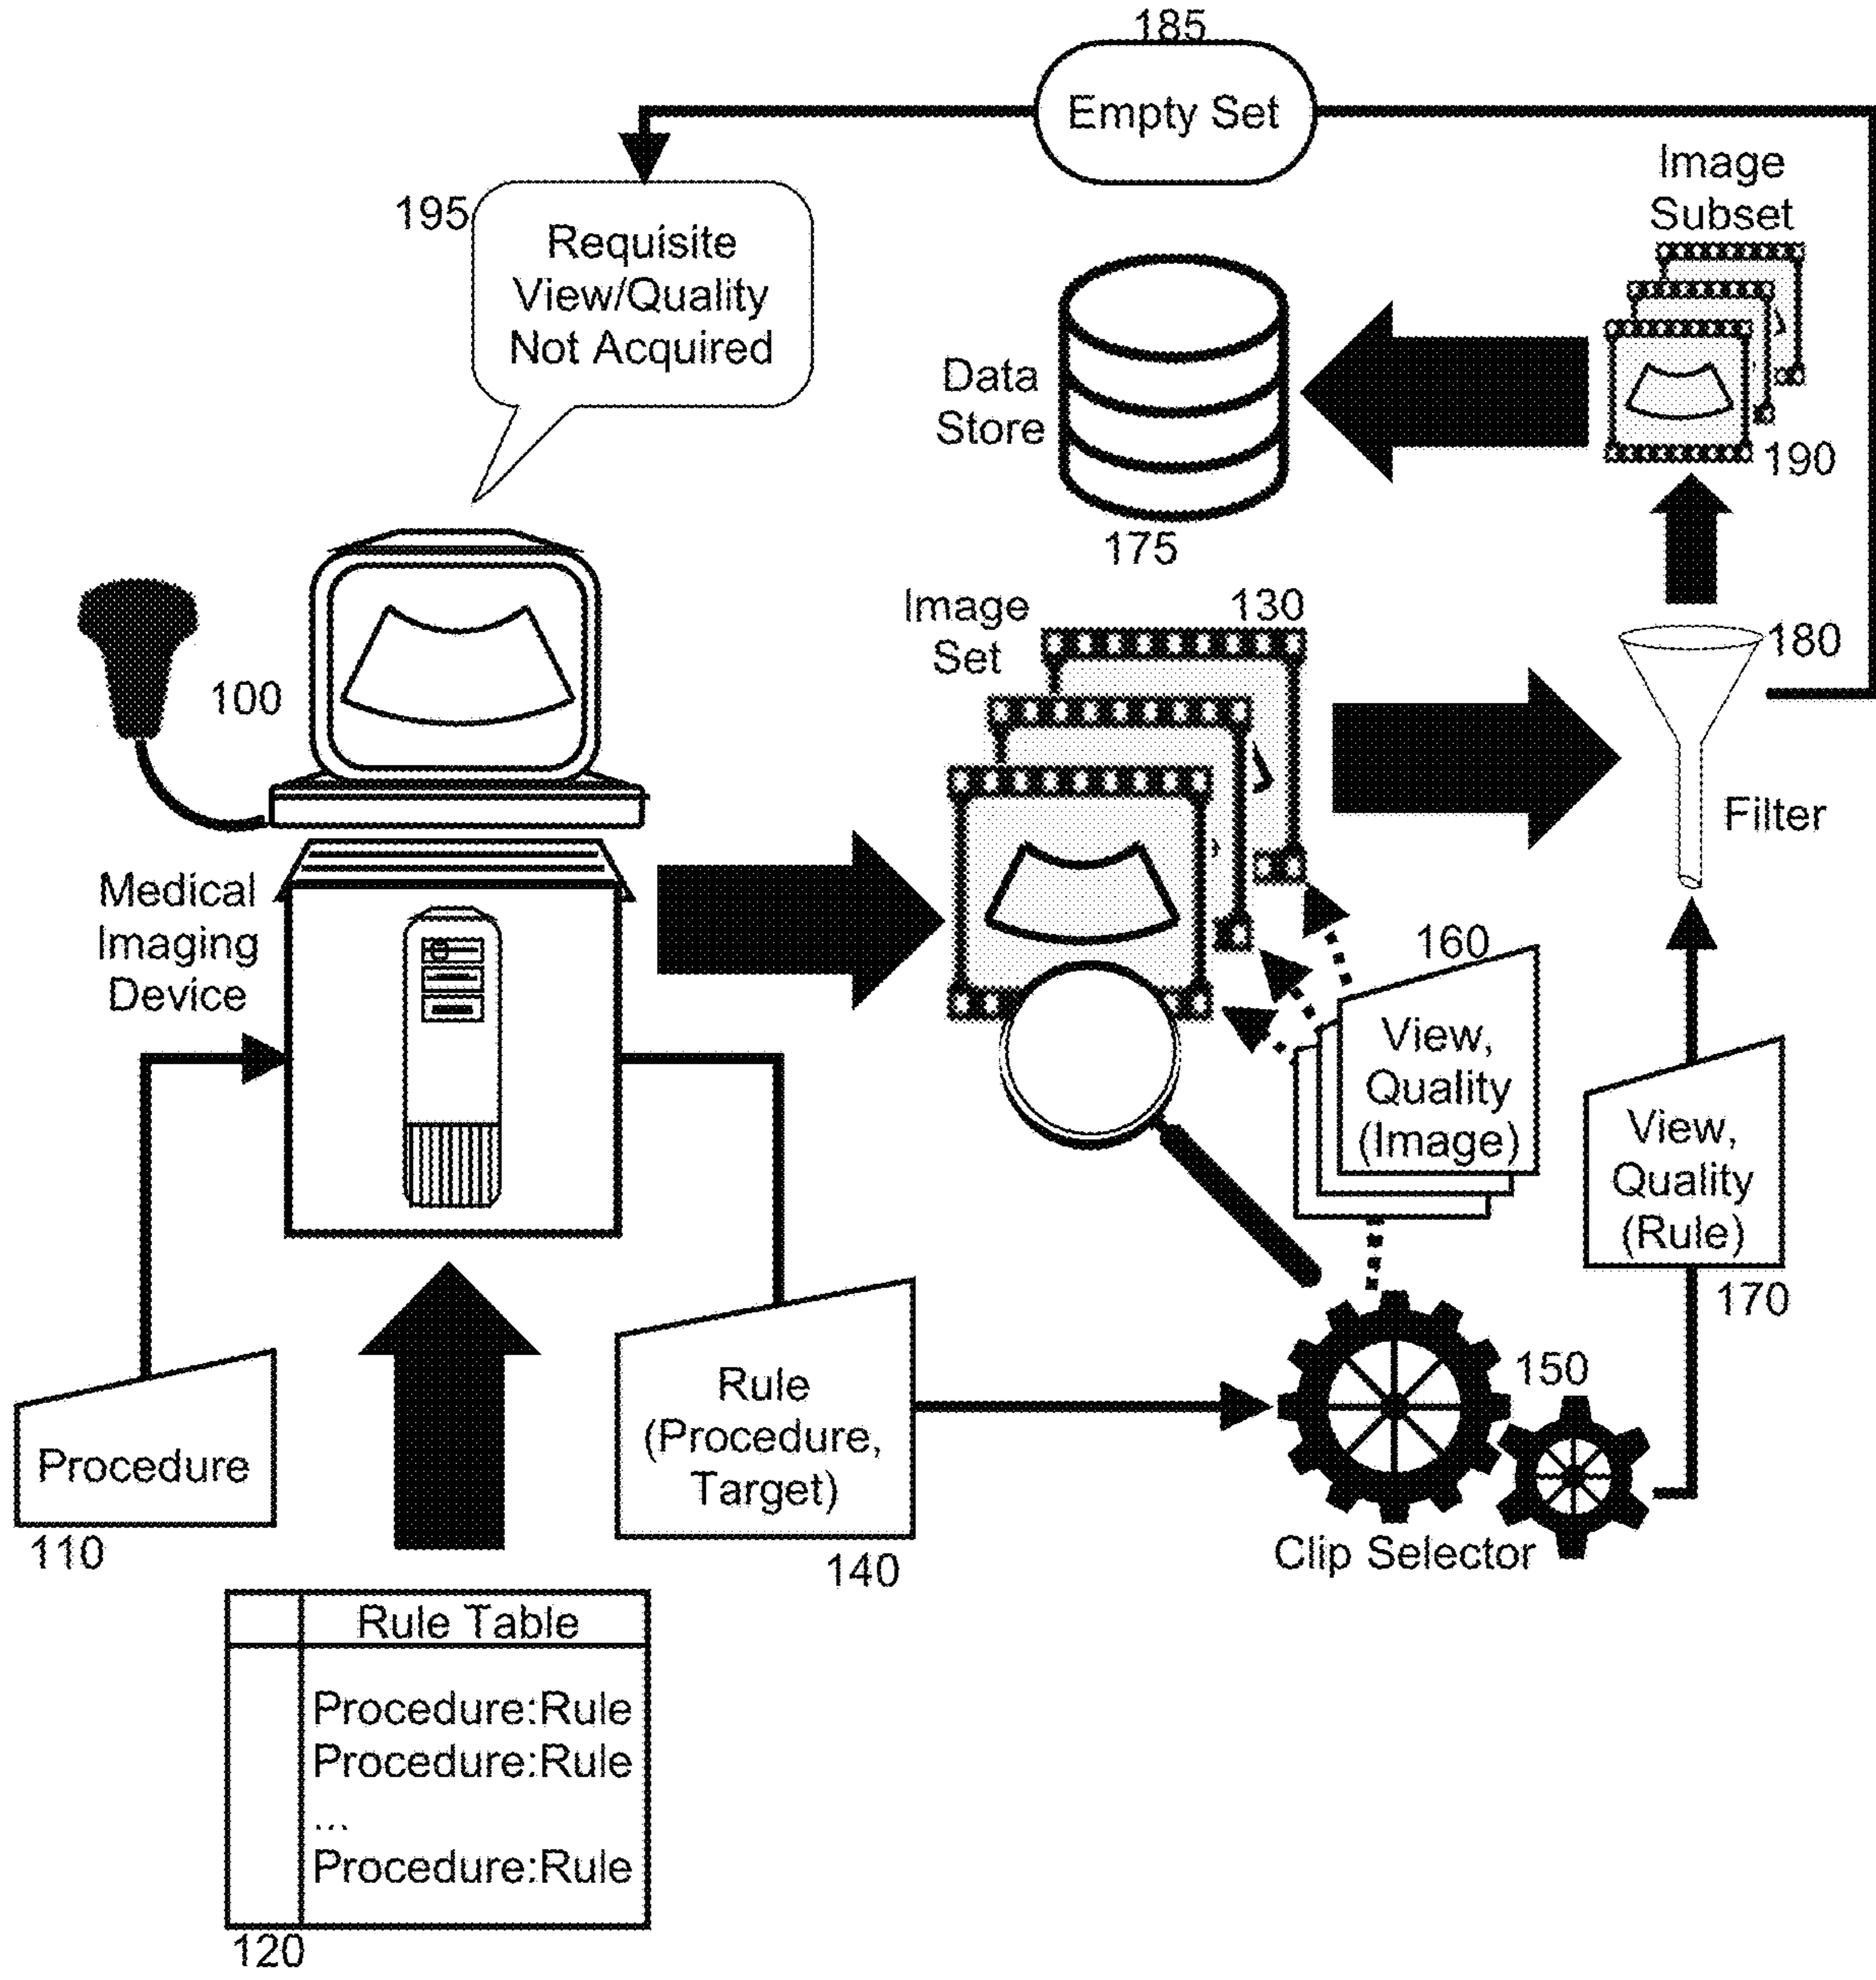 185
Empty Set
Image
Subset
195
Requisite
View/Quality
Not Acquired
Data
Store
190
175
Image
Set
130
180
100
Filter
Medical
Imaging
Device
160
View,
Quality
(Image)
View,
Quality
(Rule)
170
150
Rule
(Procedure,
Target)
Procedure
110
140
Clip Selector
Rule Table
Procedure:Rule
Procedure:Rule
...
Procedure:Rule
120